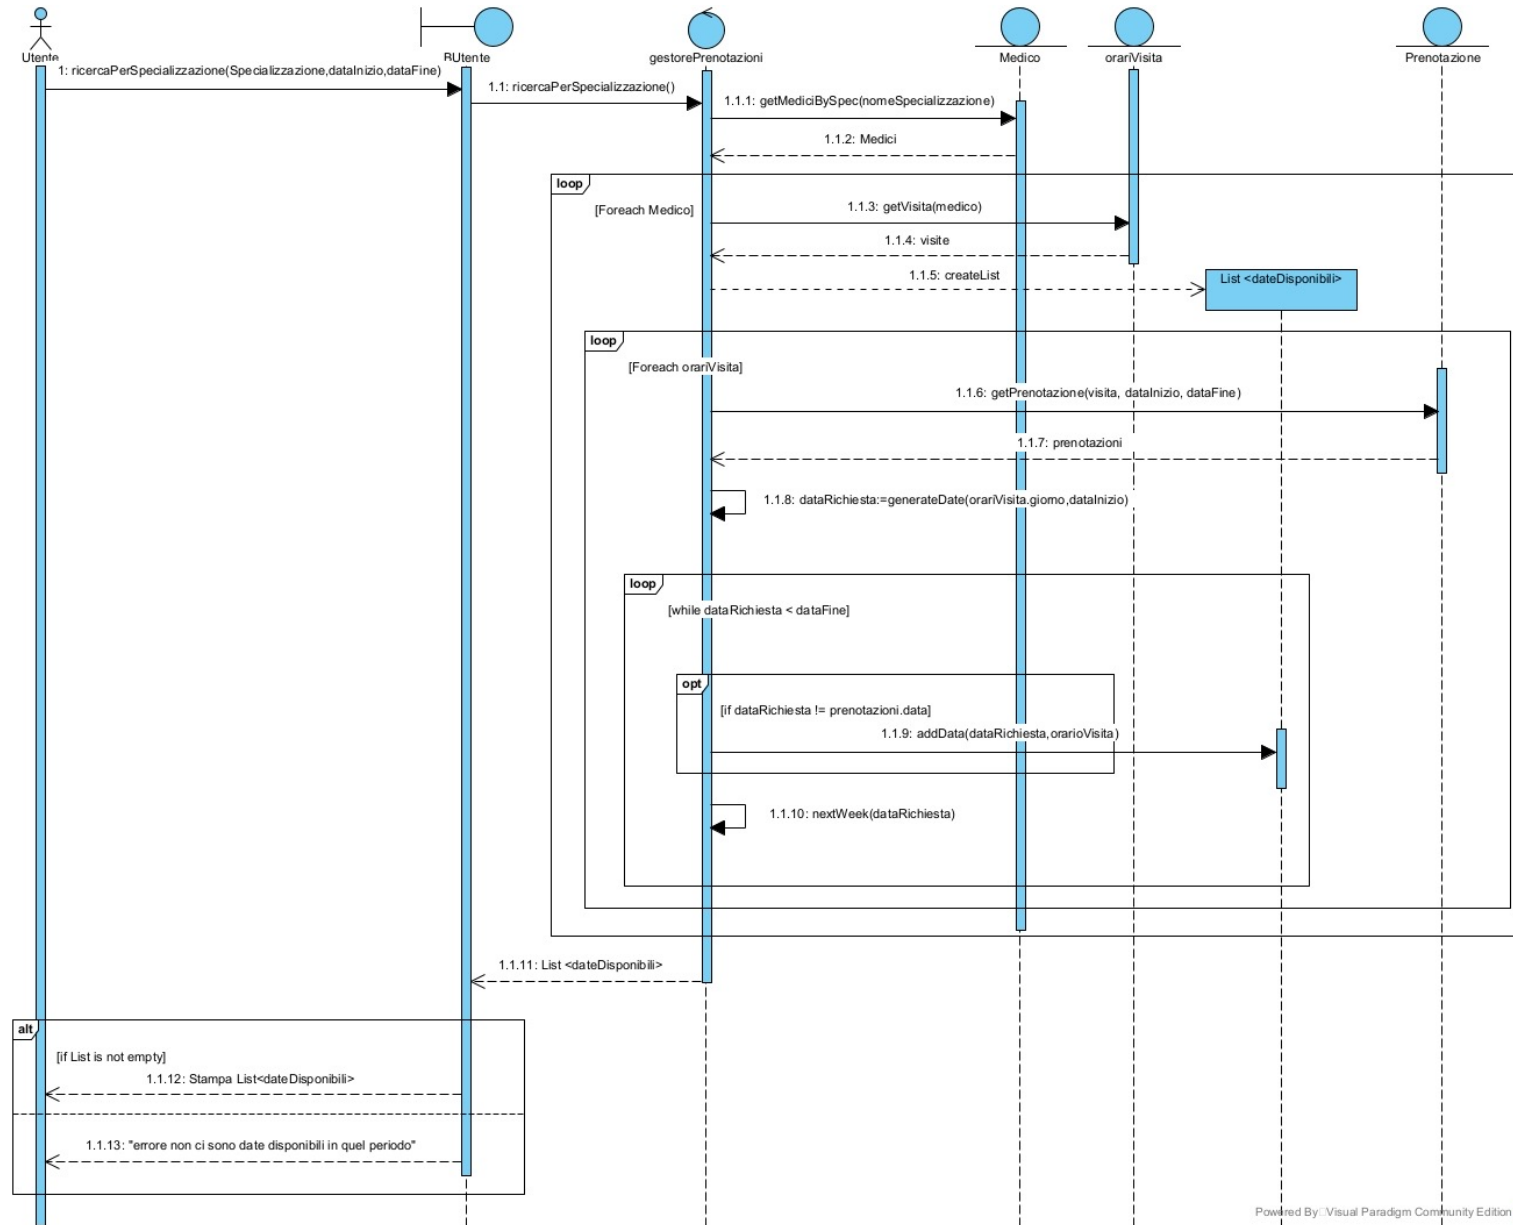 Utente
BUtente
gestorePrenotazioni
Medico
orariVisita
Prenotazione
1: ricercaPerSpecializzazione(Specializzazione,dataInizio,dataFine)
1.1: ricercaPerSpecializzazione()
1.1.1: getMediciBySpec(nomeSpecializzazione)
1.1.2: Medici
loop
[Foreach Medico]
1.1.3: getVisita(medico)
1.1.4: visite
1.1.5: createList
List <dateDisponibili>
loop
[Foreach orariVisita]
1.1.6: getPrenotazione(visita, dataInizio, dataFine)
1.1.7: prenotazioni
1.1.8: dataRichiesta:=generateDate(orariVisita.giorno,dataInizio)
loop
[while dataRichiesta < dataFine]
opt
[if dataRichiesta != prenotazioni.data]
1.1.9: addData(dataRichiesta,orarioVisita)
1.1.10: nextWeek(dataRichiesta)
1.1.11: List <dateDisponibili>
alt
[if List is not empty]
1.1.12: Stampa List<dateDisponibili>
1.1.13: "errore non ci sono date disponibili in quel periodo"
Powered By Visual Paradigm Community Edition